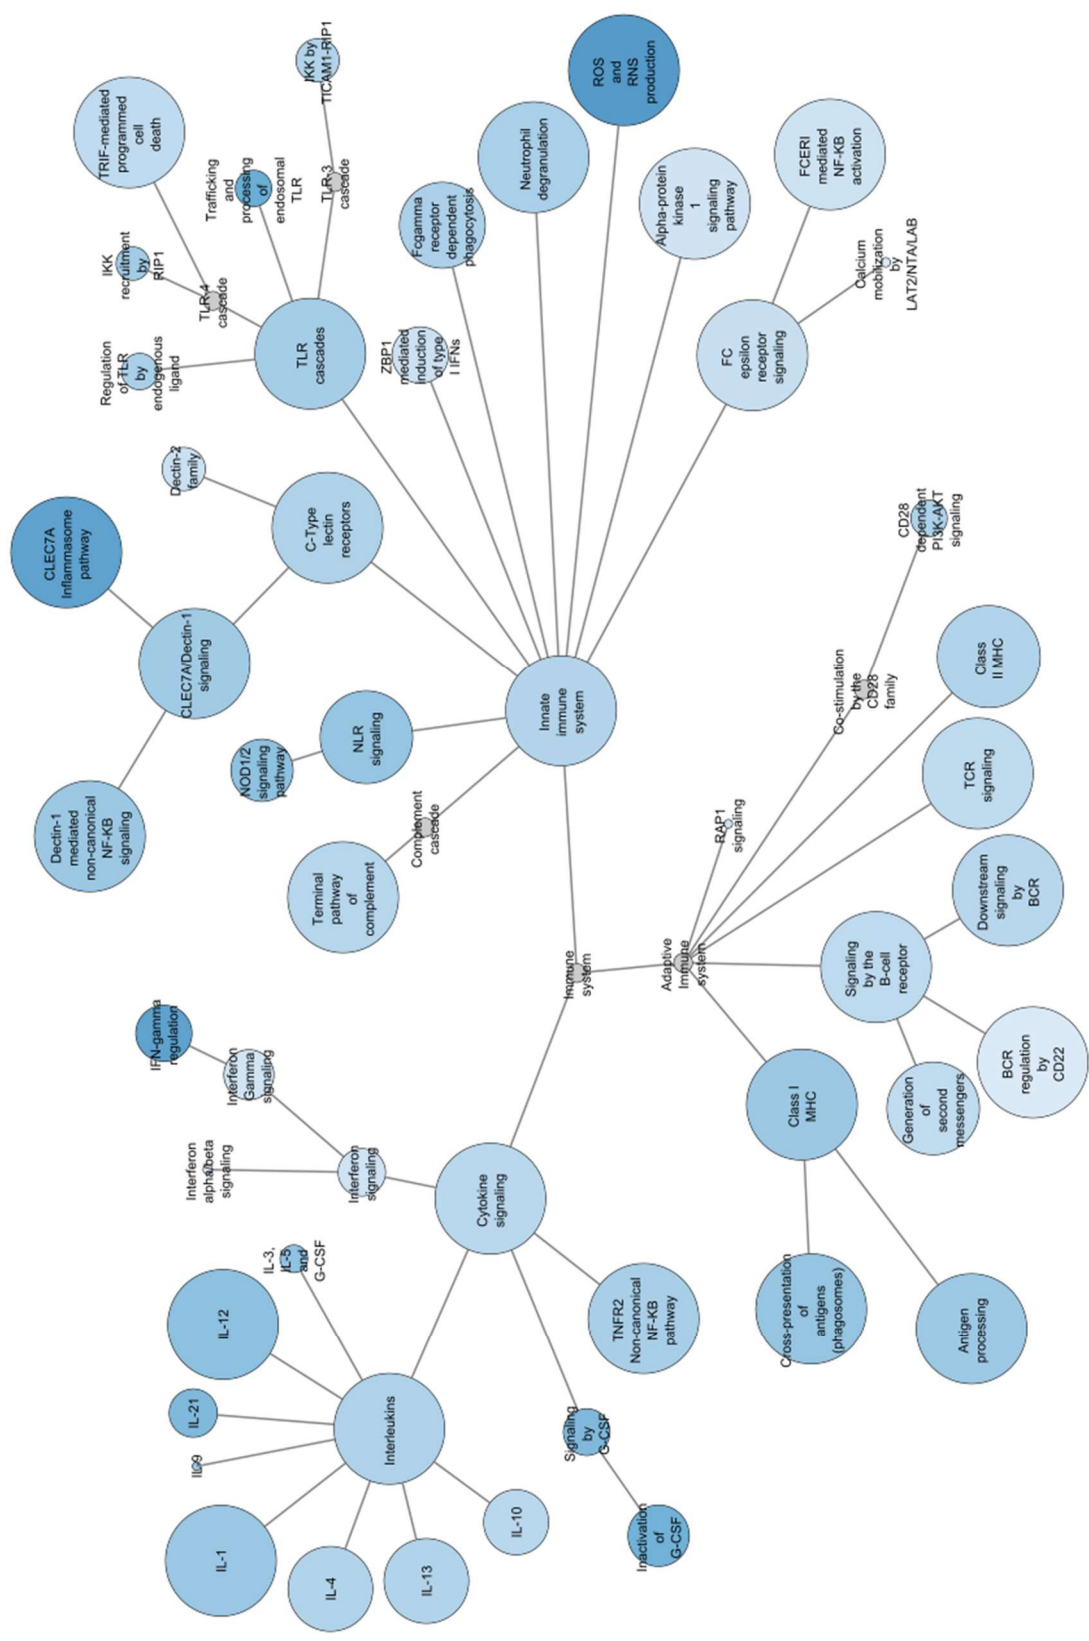 IL-1
IL-9
IL-21
IL-12
IL-3,
IL-5
and
G-CSF
IL-4
IL-13
IL-10
Interleukins
Interferon
alpha/beta
signaling
IFN-gamma
regulation
Interferon
Gamma
signaling
Interferon
signaling
Cytokine
signaling
Signaling
by
G-CSF
Inactivation
of
G-CSF
TNFR2
Non-canonical
NF-KB
pathway
Immune
system
Dectin-1
mediated
non-canonical
NF-KB
signaling
CLEC7A
Inflammasome
pathway
CLEC7A/Dectin-1
signaling
Dectin-2
family
C-Type
lectin
receptors
NOD1/2
signaling
pathway
NLR
signaling
Complement
cascade
Terminal
pathway
of
complement
Innate
immune
system
Regulation
of TLR
by
endogenous
ligand
IKK
recruitment
by
RIP1
TRIF-mediated
programmed
cell
death
TLR-4
cascade
Trafficking
and
processing
of
endosomal
TLR
IKK by
TICAM1-RIP1
TLR-3
cascade
TLR
cascades
ZBP1
mediated
induction
of type
I IFNs
Fcgamma
receptor
dependent
phagocytosis
Neutrophil
degranulation
ROS
and
RNS
production
Alpha-protein
kinase
1
signaling
pathway
FC
epsilon
receptor
signaling
FCERI
mediated
NF-KB
activation
Calcium
mobilization
by
LAT2/NTA/LAB
Adaptive
Immune
system
RAP1
signaling
Co-stimulation
by the
CD28
family
CD28
dependent
PI3K-AKT
signaling
Class
II MHC
TCR
signaling
Signaling
by the
B-cell
receptor
Downstream
signaling
by
BCR
BCR
regulation
by
CD22
Generation
of
second
messengers
Class I
MHC
Cross-presentation
of
antigens
(phagosomes)
Antigen
processing